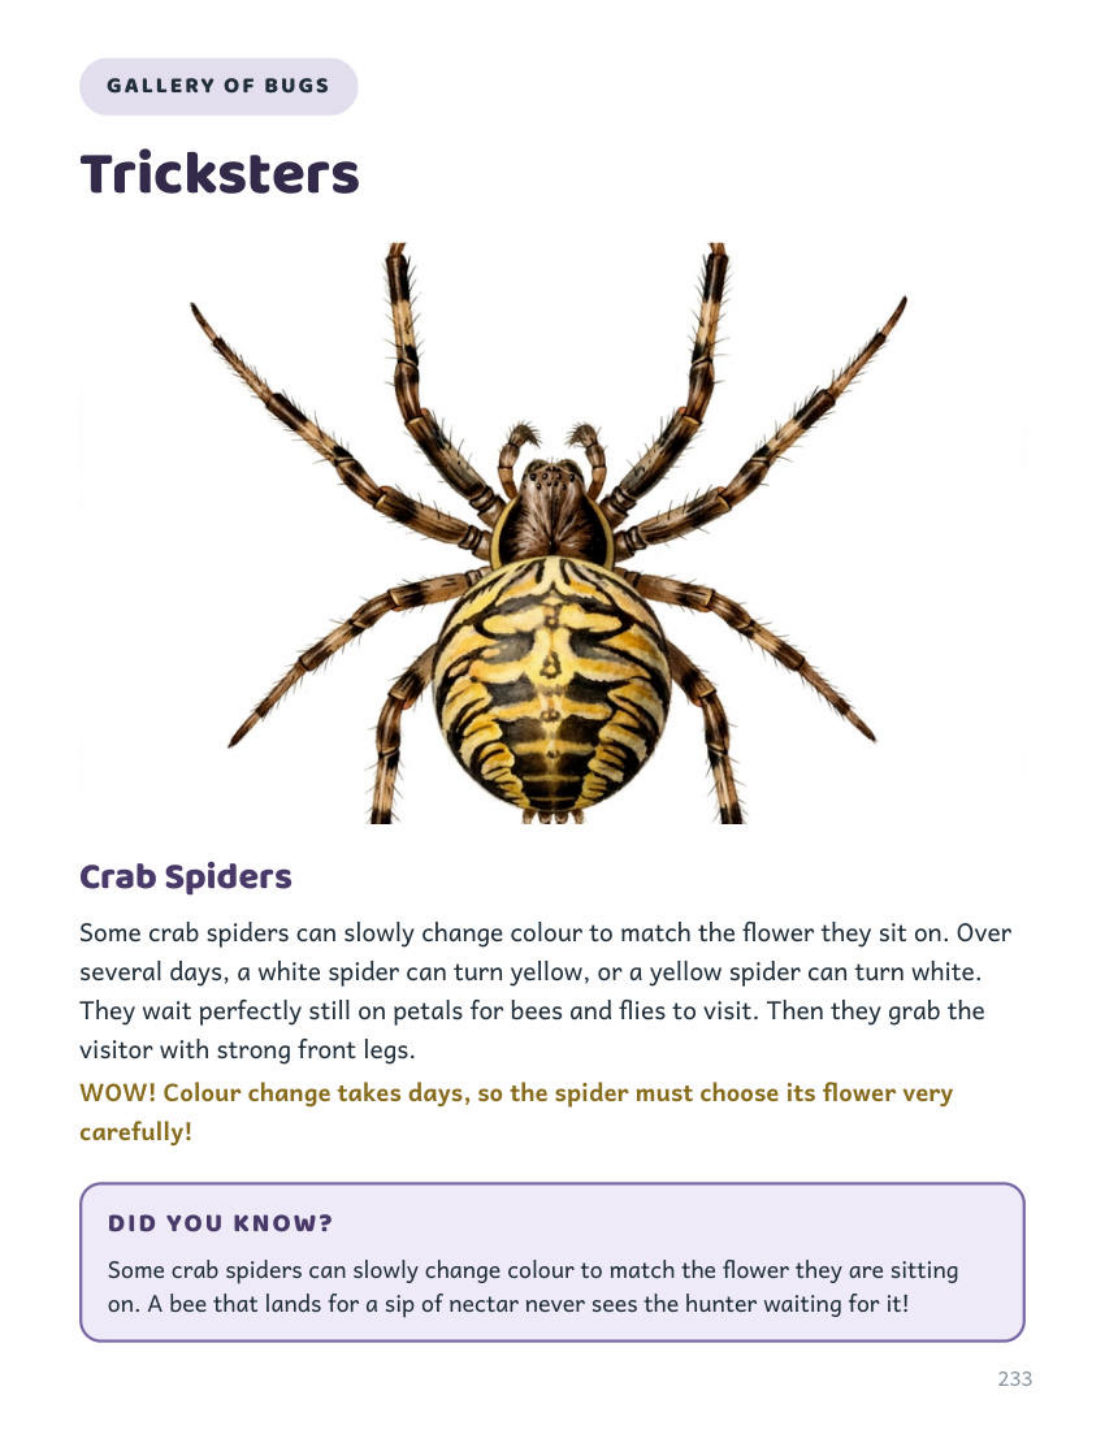 GALLERY OF BUGS
Tricksters
Crab Spiders
Some crab spiders can slowly change colour to match the flower they sit on. Over
several days, a white spider can turn yellow, or a yellow spider can turn white.
They wait perfectly still on petals for bees and flies to visit. Then they grab the
visitor with strong front legs.
WOW! Colour change takes days, so the spider must choose its flower very
carefully!
DID YOU KNOW?
Some crab spiders can slowly change colour to match the flower they are sitting
on. A bee that lands for a sip of nectar never sees the hunter waiting for it!
233